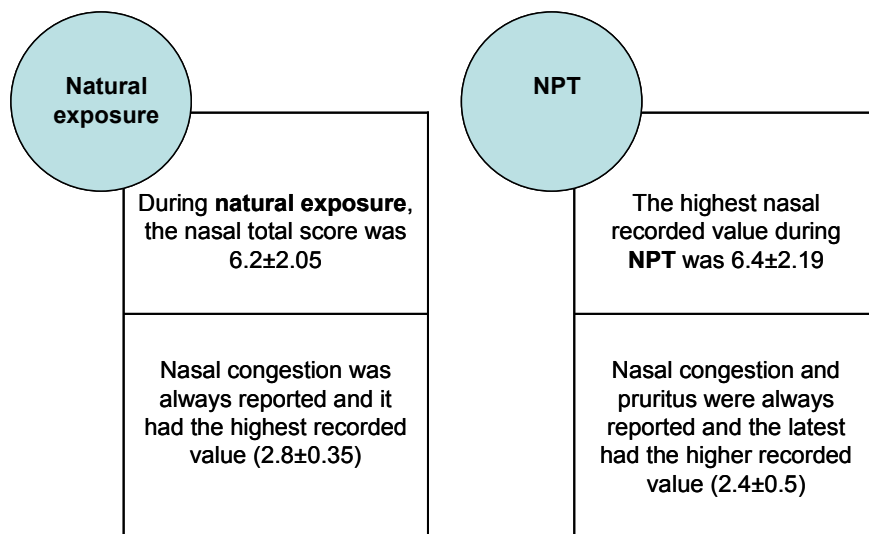 Natural
exposure
During natural exposure,
the nasal total score was
6.2±2.05
Nasal congestion was
always reported and it
had the highest recorded
value (2.8±0.35)
NPT
The highest nasal
recorded value during
NPT was 6.4±2.19
Nasal congestion and
pruritus were always
reported and the latest
had the higher recorded
value (2.4±0.5)